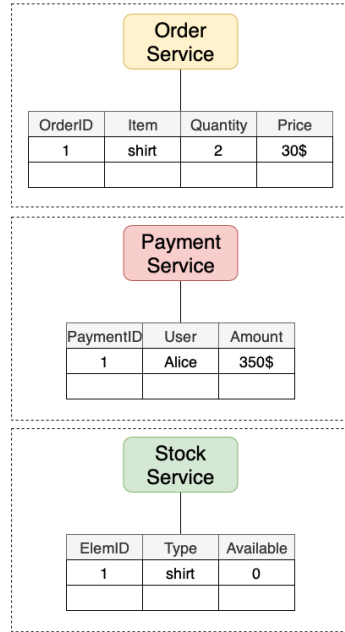 Order
Service
OrderID Item Quantity Price
1 shirt 2 30$
Payment
Service
PaymentID User Amount
1 Alice 350$
Stock
Service
ElemID Type Available
1 shirt 0